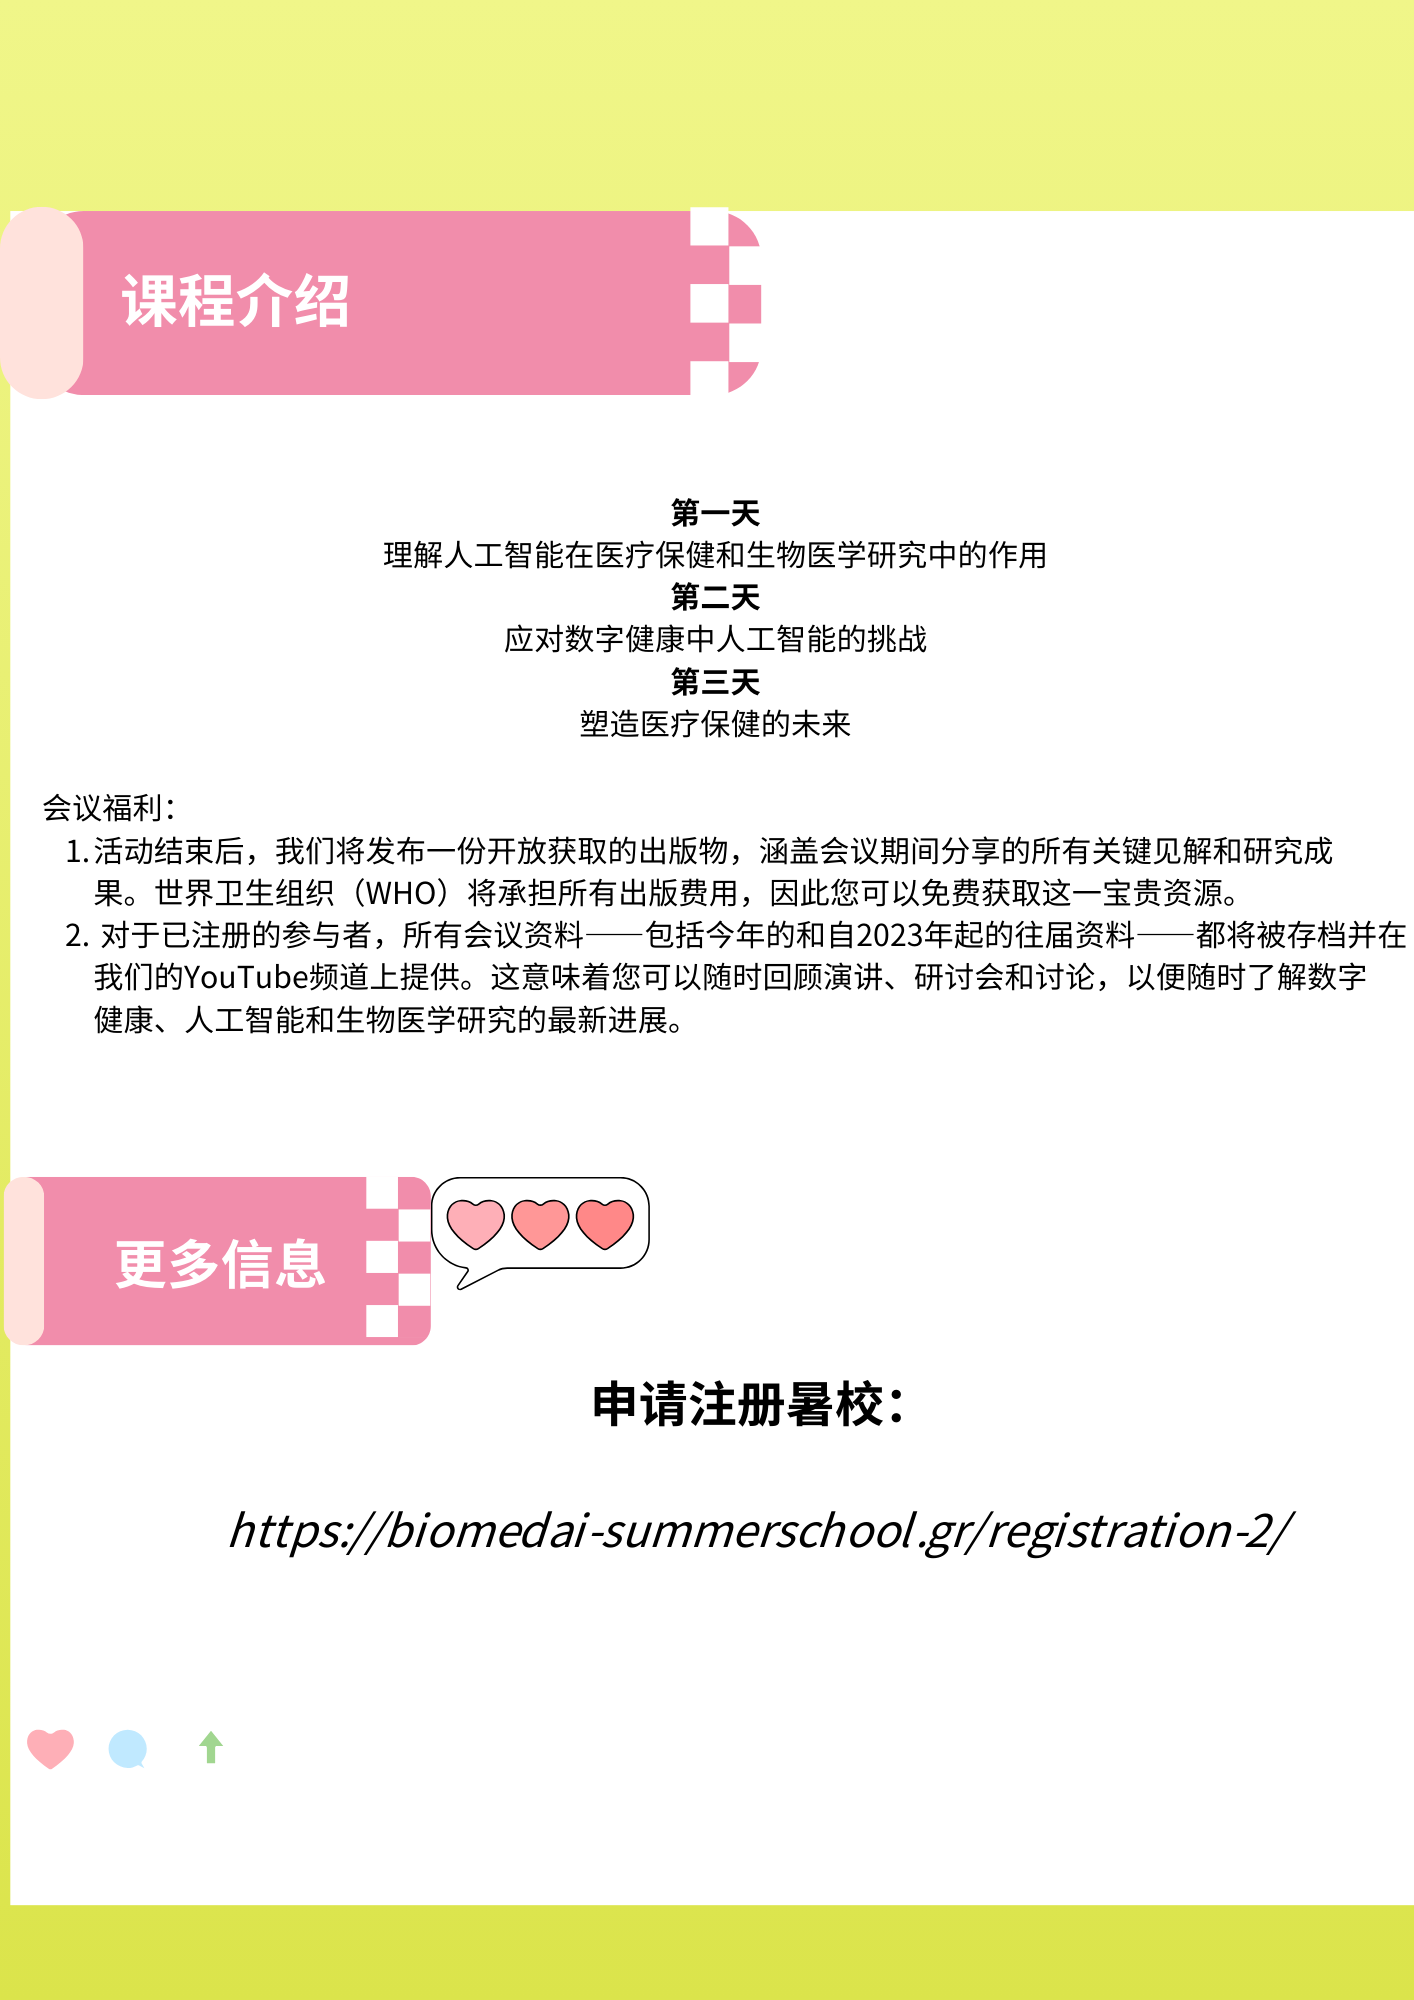 课程介绍
第一天
理解人工智能在医疗保健和生物医学研究中的作用
第二天
应对数字健康中人工智能的挑战
第三天
塑造医疗保健的未来
会议福利：
1. 活动结束后，我们将发布一份开放获取的出版物，涵盖会议期间分享的所有关键见解和研究成
果。世界卫生组织（WHO）将承担所有出版费用，因此您可以免费获取这一宝贵资源。
2. 对于已注册的参与者，所有会议资料——包括今年的和自2023年起的往届资料——都将被存档并在
我们的YouTube频道上提供。这意味着您可以随时回顾演讲、研讨会和讨论，以便随时了解数字
健康、人工智能和生物医学研究的最新进展。
更多信息
申请注册暑校：
https://biomedai-summerschool.gr/registration-2/